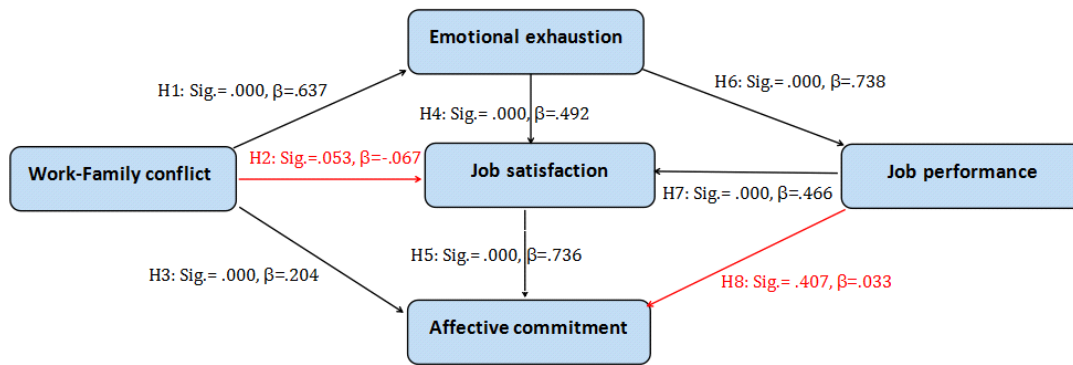 Emotional exhaustion
H1: Sig.= .000, β=.637
H6: Sig.= .000, β=.738
H4: Sig.= .000, β=.492
H2: Sig.=.053, β=-.067
Work-Family conflict
Job satisfaction
Job performance
H7: Sig.= .000, β=.466
H3: Sig.= .000, β=.204
H5: Sig.= .000, β=.736
H8: Sig.= .407, β=.033
Affective commitment